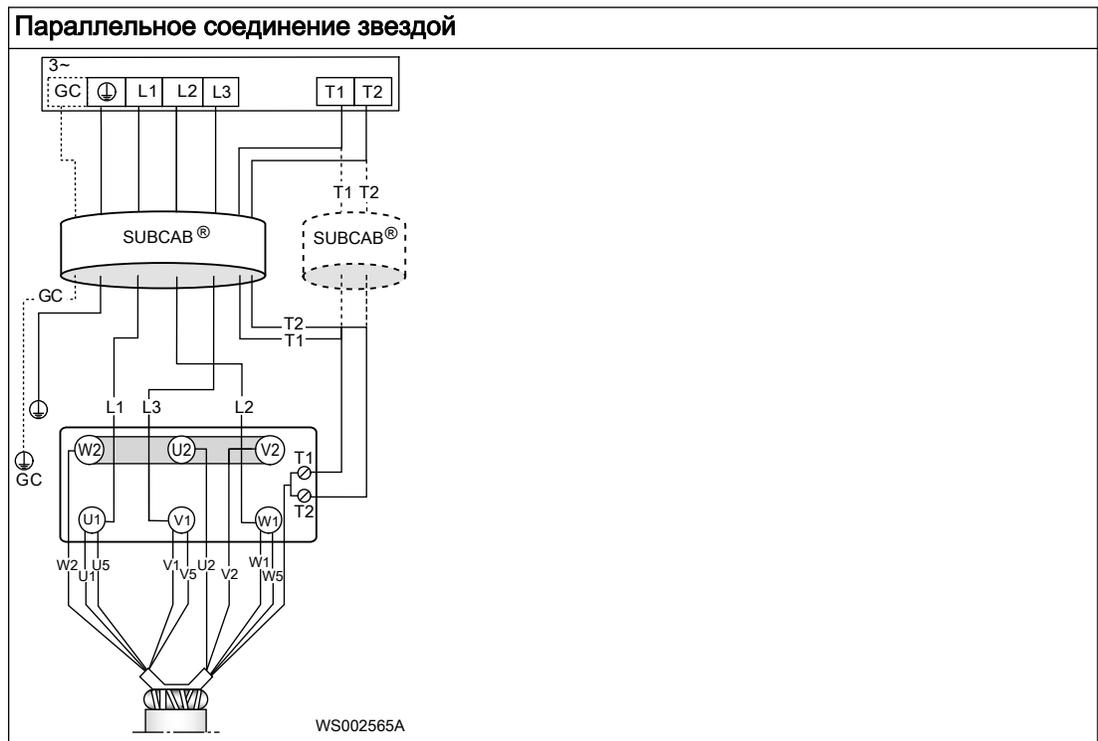 Параллельное соединение звездой
3~
GC L1 L2 L3 T1 T2
T1 T2
SUBCAB® SUBCAB®
GC
T2
T1
L1 L3 L2
W2 U2 V2
T1
GC
U1 V1 W1
T2
W2 U5 V1 U2 W1
U1 V5 V2 W5
WS002565A